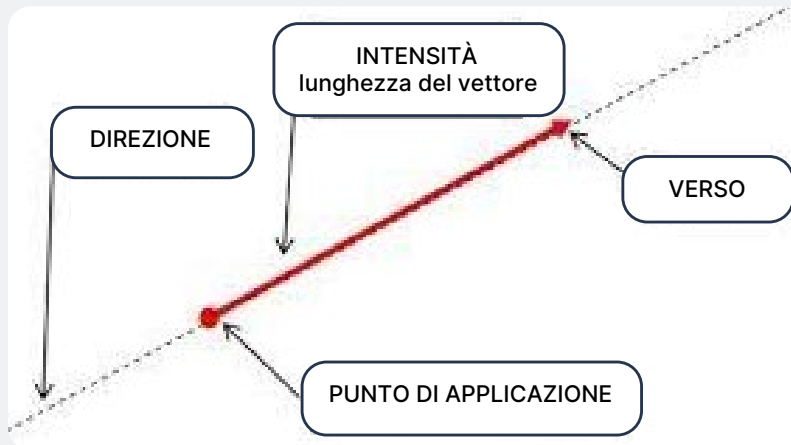 INTENSITÀ
lunghezza del vettore
DIREZIONE
VERSO
PUNTO DI APPLICAZIONE